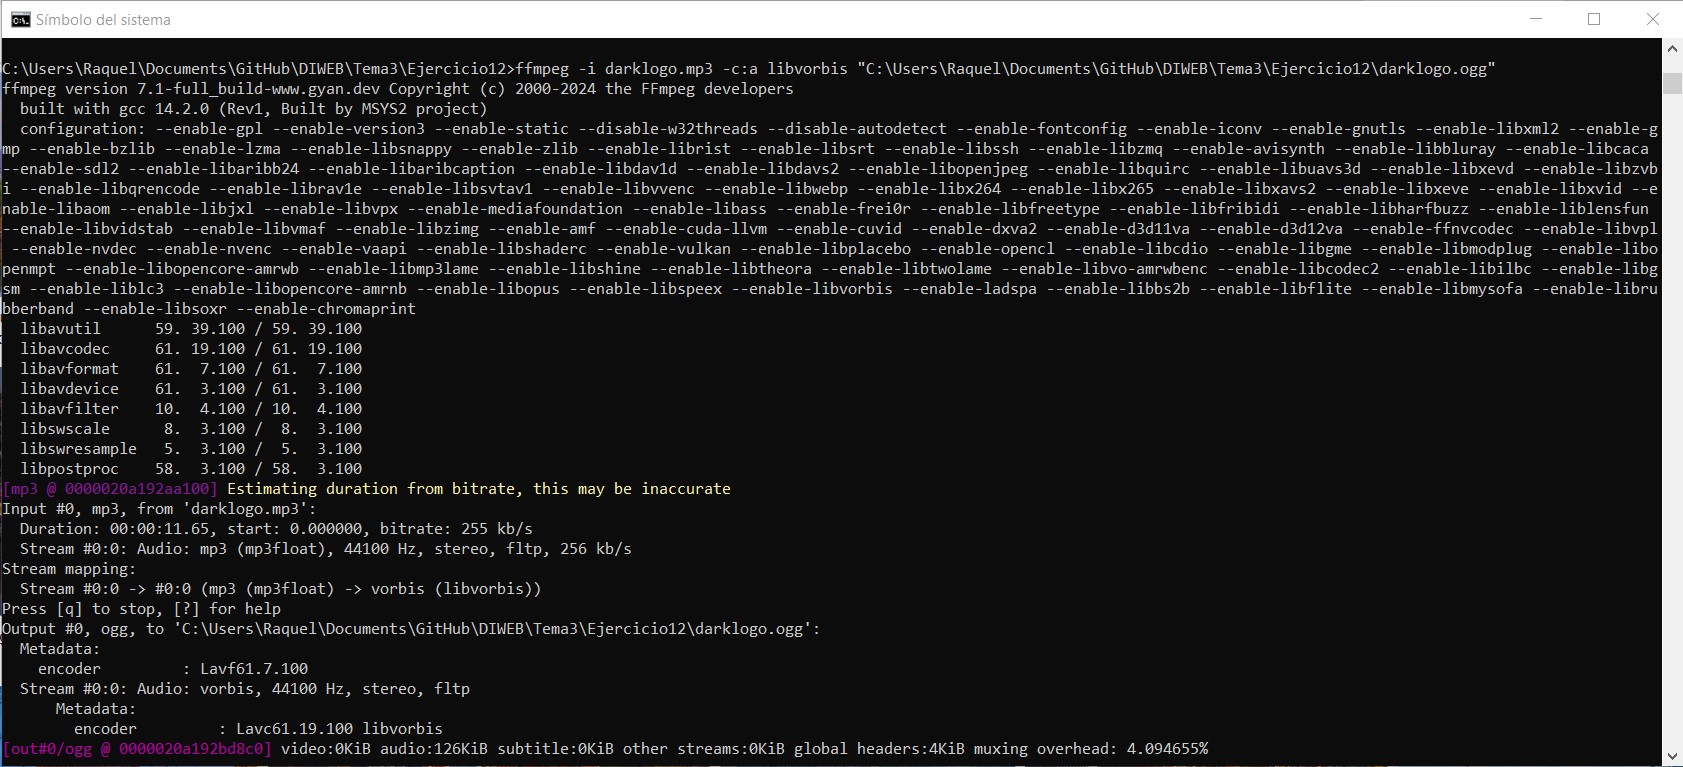 Símbolo del sistema
C:\Users\Raquel\Documents\GitHub\DIWEB\Tema3\Ejercicio12>ffmpeg -i darklogo.mp3 -c:a libvorbis "C:\Users\Raquel\Documents\GitHub\DIWEB\Tema3\Ejercicio12\darklogo.ogg"
ffmpeg version 7.1-full_build-www.gyan.dev Copyright (c) 2000-2024 the FFmpeg developers
  built with gcc 14.2.0 (Rev1, Built by MSYS2 project)
  configuration: --enable-gpl --enable-version3 --enable-static --disable-w32threads --disable-autodetect --enable-fontconfig --enable-iconv --enable-gnutls --enable-libxml2 --enable-g
mp --enable-bzlib --enable-lzma --enable-libsnappy --enable-zlib --enable-librist --enable-libsrt --enable-libssh --enable-libzmq --enable-avisynth --enable-libbluray --enable-libcaca
--enable-sdl2 --enable-libaribb24 --enable-libaribcaption --enable-libdav1d --enable-libdavs2 --enable-libopenjpeg --enable-libquirc --enable-libuavs3d --enable-libxevd --enable-libzvb
i --enable-libqrencode --enable-librav1e --enable-libsvtav1 --enable-libvvenc --enable-libwebp --enable-libx264 --enable-libx265 --enable-libxavs2 --enable-libxeve --enable-libxvid --e
nable-libaom --enable-libjxl --enable-libvpx --enable-mediafoundation --enable-libass --enable-frei0r --enable-libfreetype --enable-libfribidi --enable-libharfbuzz --enable-liblensfun
--enable-libvidstab --enable-libvmaf --enable-libzimg --enable-amf --enable-cuda-llvm --enable-cuvid --enable-dxva2 --enable-d3d11va --enable-d3d12va --enable-ffnvcodec --enable-libvpl
 --enable-nvdec --enable-nvenc --enable-vaapi --enable-libshaderc --enable-vulkan --enable-libplacebo --enable-opencl --enable-libcdio --enable-libgme --enable-libmodplug --enable-libo
penmpt --enable-libopencore-amrwb --enable-libmp3lame --enable-libshine --enable-libtheora --enable-libtwolame --enable-libvo-amrwbenc --enable-libcodec2 --enable-libilbc --enable-libg
sm --enable-liblc3 --enable-libopencore-amrnb --enable-libopus --enable-libspeex --enable-libvorbis --enable-ladspa --enable-libbs2b --enable-libflite --enable-libmysofa --enable-libru
bberband --enable-libsoxr --enable-chromaprint
  libavutil      59. 39.100 / 59. 39.100
  libavcodec     61. 19.100 / 61. 19.100
  libavformat    61.  7.100 / 61.  7.100
  libavdevice    61.  3.100 / 61.  3.100
  libavfilter    10.  4.100 / 10.  4.100
  libswscale      8.  3.100 /  8.  3.100
  libswresample   5.  3.100 /  5.  3.100
  libpostproc    58.  3.100 / 58.  3.100
[mp3 @ 0000020a192aa100] Estimating duration from bitrate, this may be inaccurate
Input #0, mp3, from 'darklogo.mp3':
  Duration: 00:00:11.65, start: 0.000000, bitrate: 255 kb/s
  Stream #0:0: Audio: mp3 (mp3float), 44100 Hz, stereo, fltp, 256 kb/s
Stream mapping:
  Stream #0:0 -> #0:0 (mp3 (mp3float) -> vorbis (libvorbis))
Press [q] to stop, [?] for help
Output #0, ogg, to 'C:\Users\Raquel\Documents\GitHub\DIWEB\Tema3\Ejercicio12\darklogo.ogg':
  Metadata:
    encoder         : Lavf61.7.100
  Stream #0:0: Audio: vorbis, 44100 Hz, stereo, fltp
      Metadata:
        encoder         : Lavc61.19.100 libvorbis
[out#0/ogg @ 0000020a192bd8c0] video:0KiB audio:126KiB subtitle:0KiB other streams:0KiB global headers:4KiB muxing overhead: 4.094655%